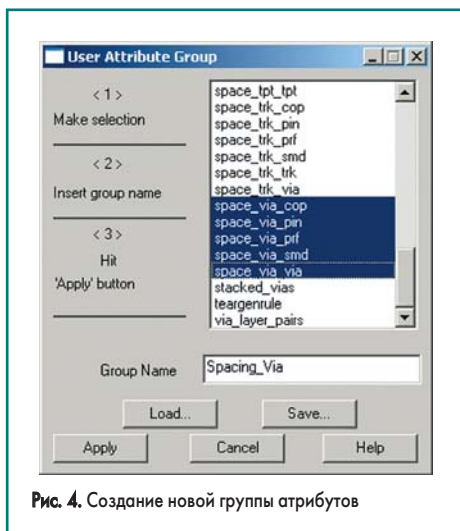 User Attribute Group
< 1 >
Make selection
< 2 >
Insert group name
< 3 >
Hit
'Apply' button
space_tpt_tpt
space_trk_cop
space_trk_pin
space_trk_prf
space_trk_smd
space_trk_trk
space_trk_via
space_via_cop
space_via_pin
space_via_prf
space_via_smd
space_via_via
stacked_vias
teargenrule
via_layer_pairs
Group Name
Spacing_Via
Load...
Save...
Apply
Cancel
Help
Рис. 4. Создание новой группы атрибутов